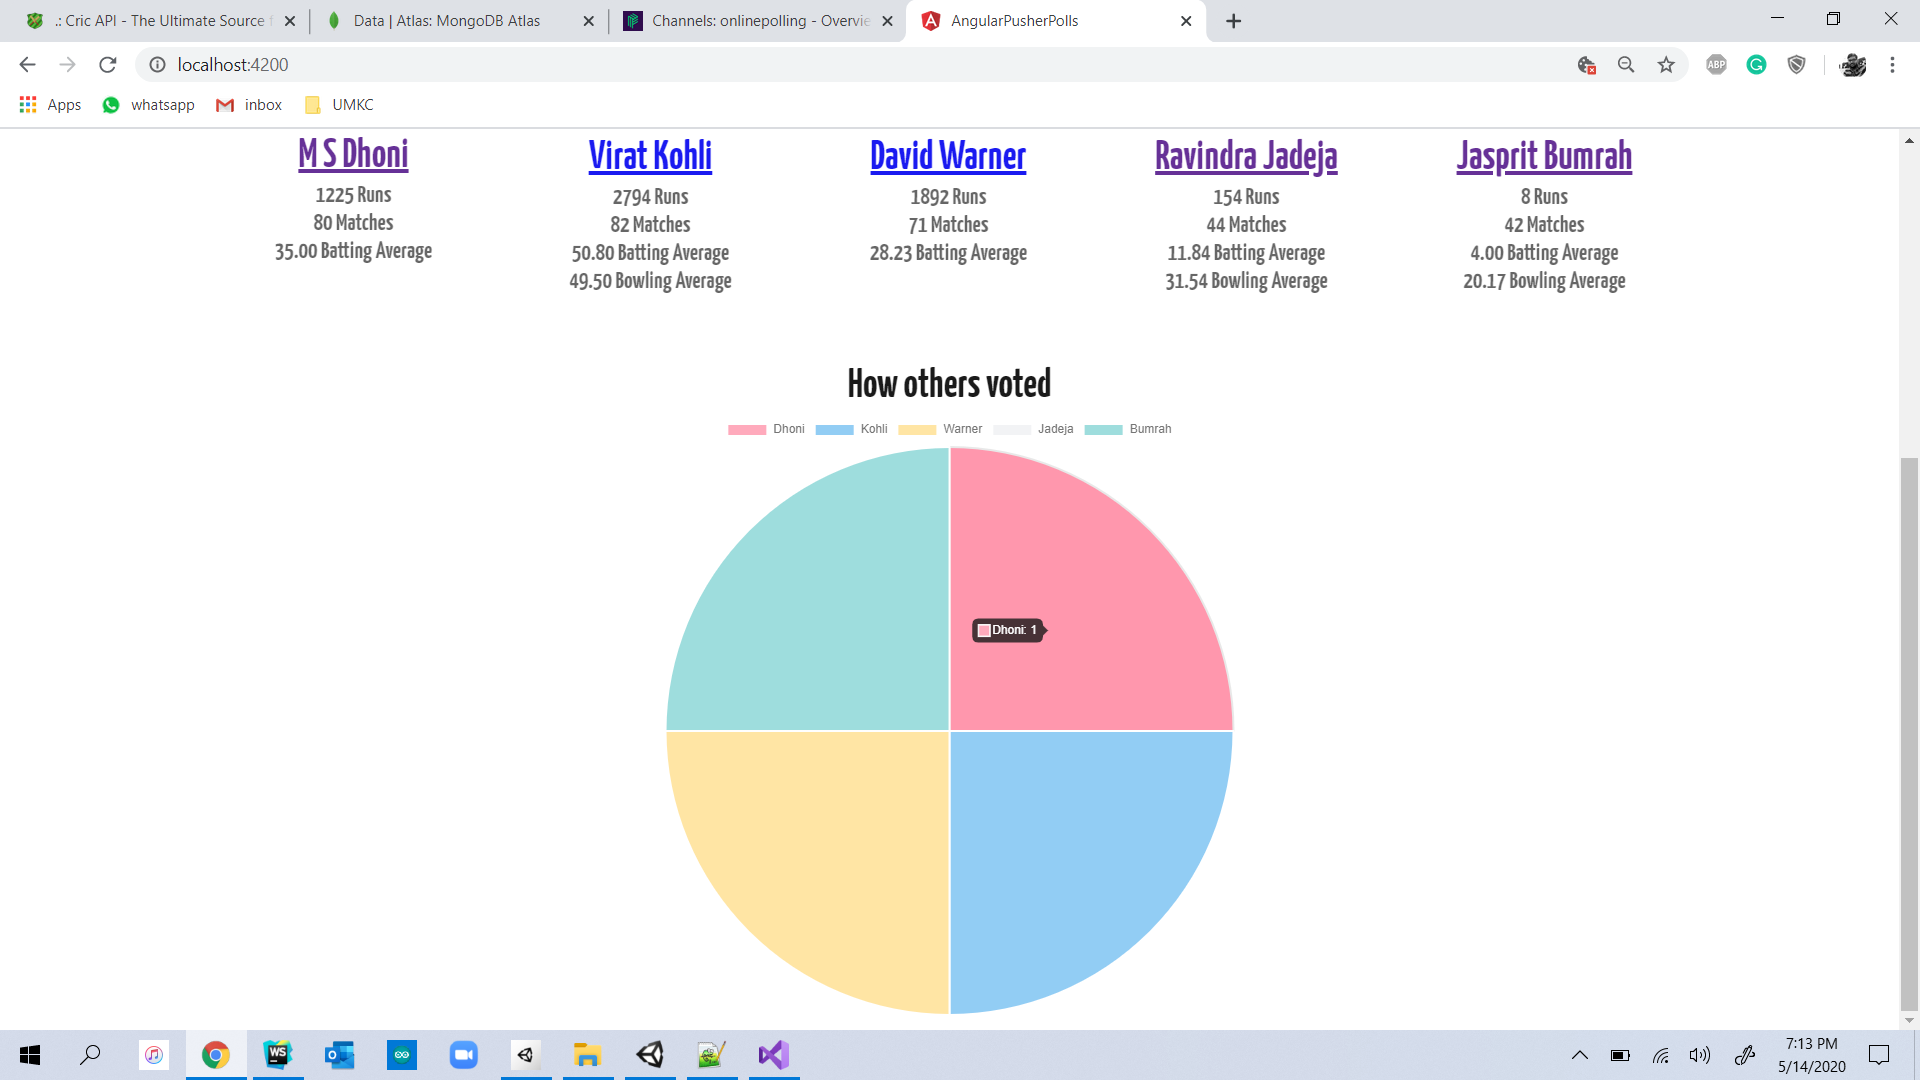 .: Cric API - The Ultimate Source f
Data | Atlas: MongoDB Atlas
Channels: onlinepolling - Overvie
AngularPusherPolls
localhost:4200
ABP
Apps
whatsapp
inbox
UMKC
M S Dhoni
1225 Runs
80 Matches
35.00 Batting Average
Virat Kohli
2794 Runs
82 Matches
50.80 Batting Average
49.50 Bowling Average
David Warner
1892 Runs
71 Matches
28.23 Batting Average
Ravindra Jadeja
154 Runs
44 Matches
11.84 Batting Average
31.54 Bowling Average
Jasprit Bumrah
8 Runs
42 Matches
4.00 Batting Average
20.17 Bowling Average
How others voted
Dhoni Kohli Warner Jadeja Bumrah
Dhoni: 1
WS
7:13 PM
5/14/2020